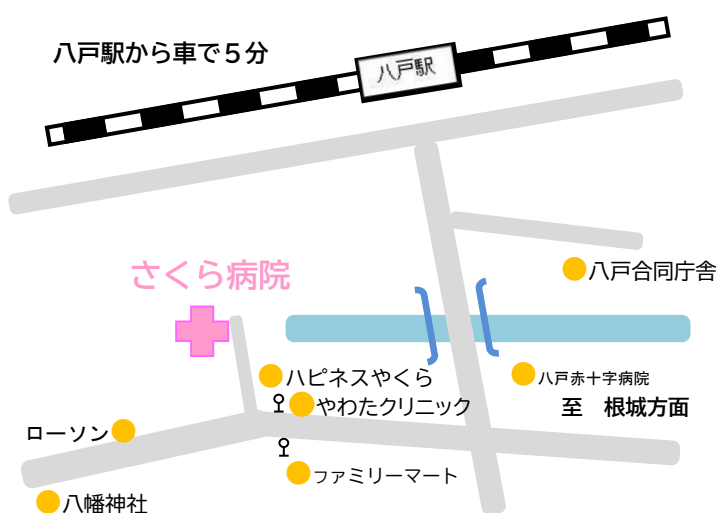 八戸駅から車で５分
八戸駅
さくら病院
八戸合同庁舎
ハピネスやくら
八戸赤十字病院
やわたクリニック
至　根城方面
ローソン
ファミリーマート
八幡神社